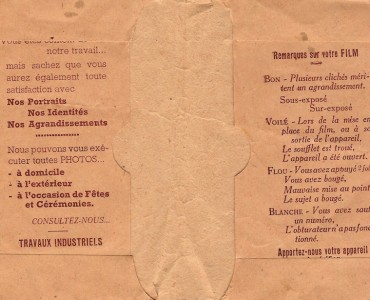 notre travail...
mais sachez que vous
aurez également toute
satisfaction avec
Nos Portraits
Nos Identités
Nos Agrandissements
Nous pouvons vous exé-
cuter toutes PHOTOS...
- à domicile
- à l'extérieur
- à l'occasion de Fêtes
et Cérémonies.
CONSULTEZ-NOUS...
TRAVAUX INDUSTRIELS
Remarques sur votre FILM
BON - Plusieurs clichés méri-
tent un agrandissement.
Sous-exposé
Sur-exposé
VOILÉ - Lors de la mise en
place du film, ou à
sortie de l'appareil.
Le soufflet est troué,
L'appareil a été ouvert.
FLOU - Vous avez appuyé
Vous avez bougé.
Mauvaise mise au point
Le sujet a bougé.
BLANCHE - Vous avez
un numéro.
L'obturateur n'a pas fonc-
tionné.
Apportez-nous votre appareil